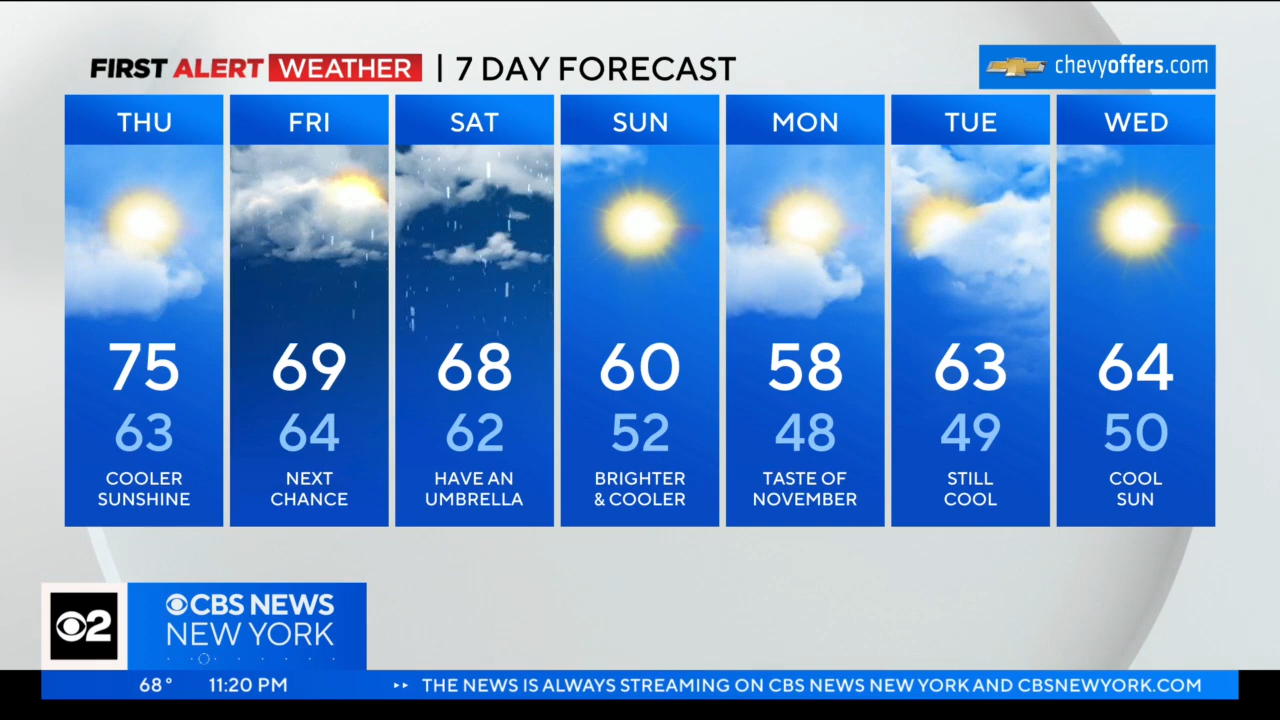 FIRST ALERT WEATHER | 7 DAY FORECAST
chevyoffers.com
THU FRI SAT SUN MON TUE WED
75 69 68 60 58 63 64
63 64 62 52 48 49 50
COOLER NEXT HAVE AN BRIGHTER TASTE OF STILL COOL
SUNSHINE CHANCE UMBRELLA & COOLER NOVEMBER COOL SUN
2 CBS NEWS
NEW YORK
68° 11:20 PM THE NEWS IS ALWAYS STREAMING ON CBS NEWS NEW YORK AND CBSNEWYORK.COM